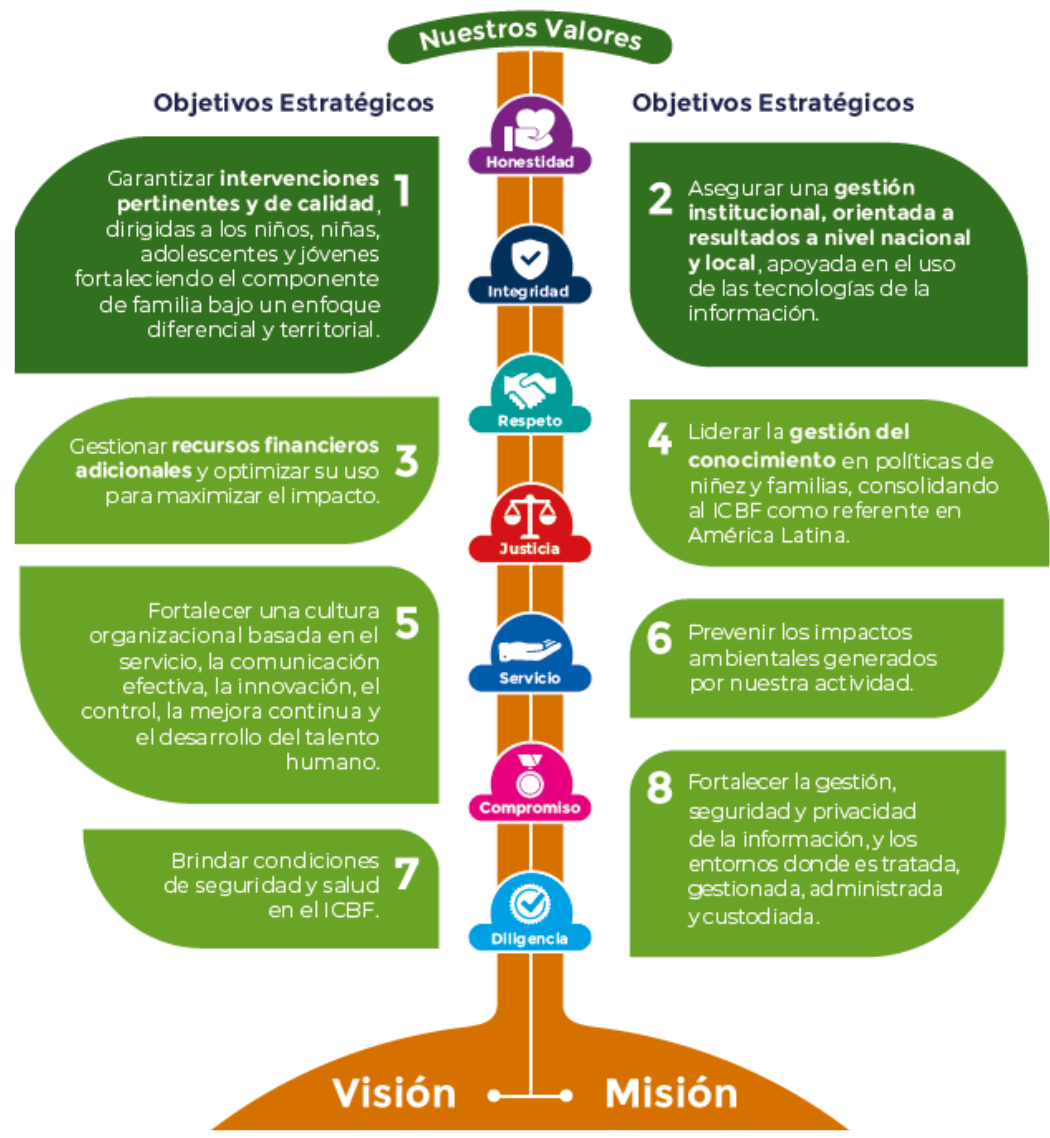 Nuestros Valores
Objetivos Estratégicos
Objetivos Estratégicos
Honestidad
Integridad
Respeto
Justicia
Servicio
Compromiso
Diligencia
1
Garantizar intervenciones
pertinentes y de calidad,
dirigidas a los niños, niñas,
adolescentes y jóvenes
fortaleciendo el componente
de familia bajo un enfoque
diferencial y territorial.
2
Asegurar una gestión
institucional, orientada a
resultados a nivel nacional
y local, apoyada en el uso
de las tecnologías de la
información.
3
Gestionar recursos financieros
adicionales y optimizar su uso
para maximizar el impacto.
4
Liderar la gestión del
conocimiento en políticas de
niñez y familias, consolidando
al ICBF como referente en
América Latina.
5
Fortalecer una cultura
organizacional basada en el
servicio, la comunicación
efectiva, la innovación, el
control, la mejora continua y
el desarrollo del talento
humano.
6
Prevenir los impactos
ambientales generados
por nuestra actividad.
7
Brindar condiciones
de seguridad y salud
en el ICBF.
8
Fortalecer la gestión,
seguridad y privacidad
de la información, y los
entornos donde es tratada,
gestionada, administrada
y custodiada.
Visión
Misión